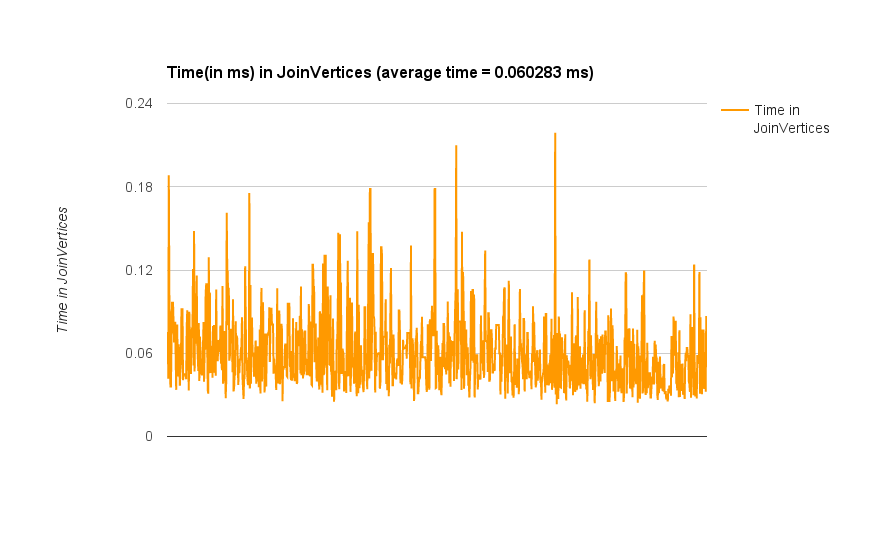 Time(in ms) in JoinVertices (average time = 0.060283 ms)
0.24
0.18
0.12
0.06
0
Time in JoinVertices
Time in
JoinVertices